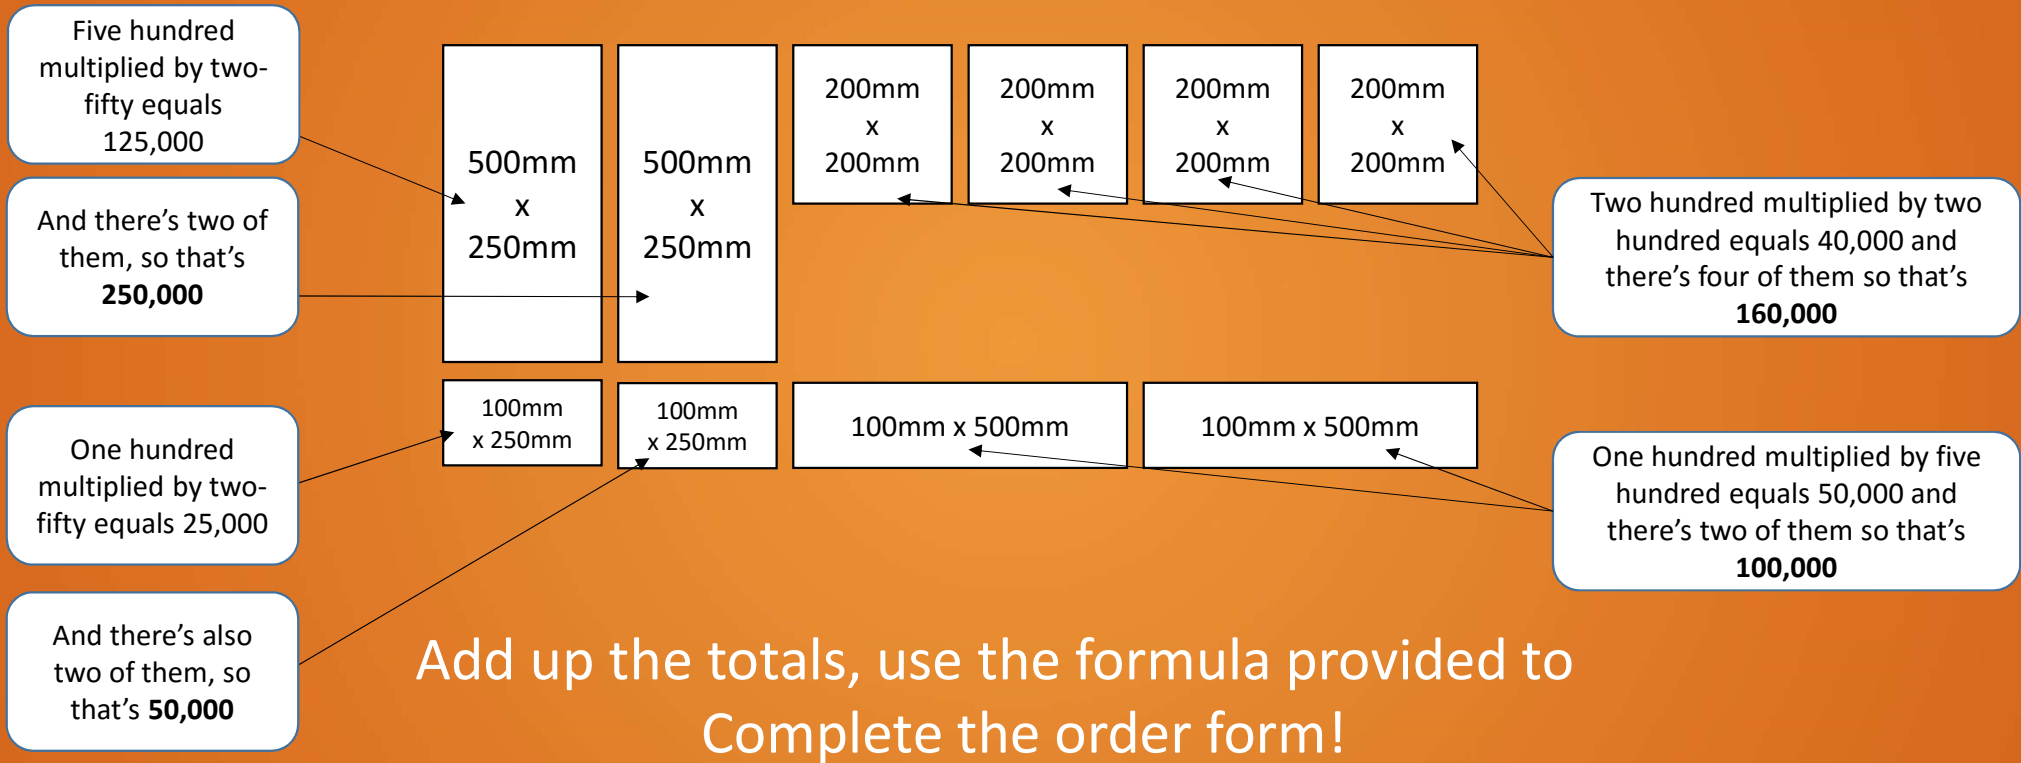 Five hundred
multiplied by two-
fifty equals
125,000
And there’s two of
them, so that’s
250,000
One hundred
multiplied by two-
fifty equals 25,000
And there’s also
two of them, so
that’s 50,000
500mm
x
250mm
500mm
x
250mm
200mm
x
200mm
200mm
x
200mm
200mm
x
200mm
200mm
x
200mm
100mm
x 250mm
100mm
x 250mm
100mm x 500mm
100mm x 500mm
Two hundred multiplied by two
hundred equals 40,000 and
there’s four of them so that’s
160,000
One hundred multiplied by five
hundred equals 50,000 and
there’s two of them so that’s
100,000
Add up the totals, use the formula provided to
Complete the order form!